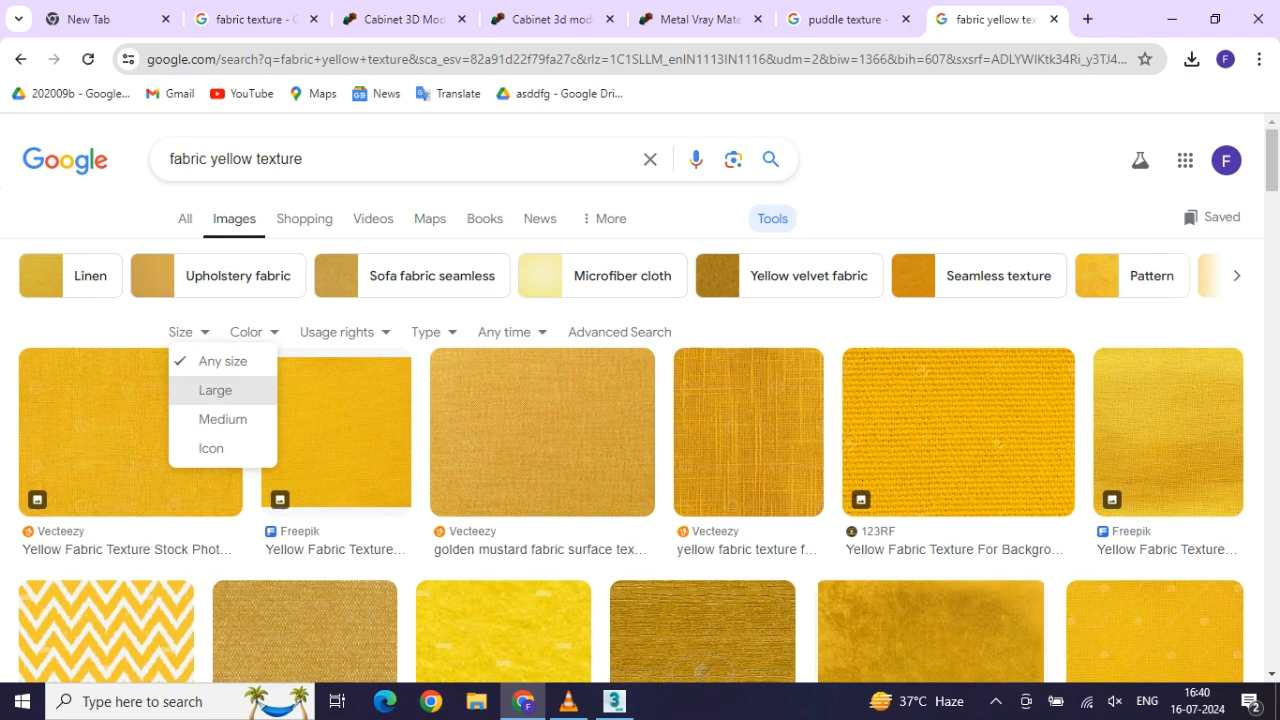 New Tab
fabric texture - G
Cabinet 3D Mod
Cabinet 3d mod
Metal Vray Mate
puddle texture -
fabric yellow tex
google.com/search?q=fabric+yellow+texture&sca_esv=82a91d22f79fa27c&rlz=1C1SLLM_enIN1113IN1116&udm=2&biw=1366&bih=607&sxsrf=ADLYWIKtk34Ri_y3TJ4...
F
202009b - Google...
Gmail
YouTube
Maps
News
Translate
asddfg - Google Dri...
Google
fabric yellow texture
F
All
Images
Shopping
Videos
Maps
Books
News
More
Tools
Saved
Linen
Upholstery fabric
Sofa fabric seamless
Microfiber cloth
Yellow velvet fabric
Seamless texture
Pattern
Size
Color
Usage rights
Type
Any time
Advanced Search
Any size
Large
Medium
Icon
Vecteezy
Yellow Fabric Texture Stock Phot...
Freepik
Yellow Fabric Texture...
Vecteezy
golden mustard fabric surface tex...
Vecteezy
yellow fabric texture f...
123RF
Yellow Fabric Texture For Backgro...
Freepik
Yellow Fabric Texture...
Type here to search
3
37°C Haze
ENG
16:40
16-07-2024
2